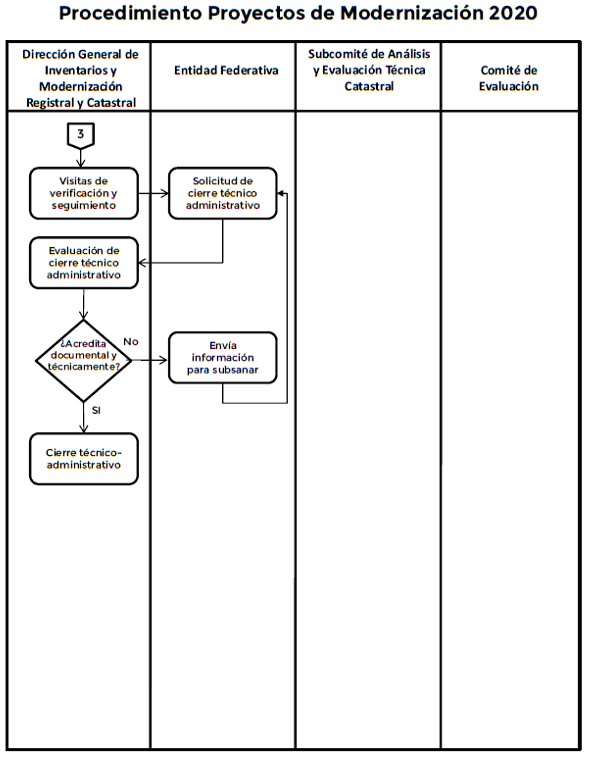 Procedimiento Proyectos de Modernización 2020
Dirección General de
Inventarios y
Modernización
Registral y Catastral
Entidad Federativa
Subcomité de Análisis
y Evaluación Técnica
Catastral
Comité de
Evaluación
3
Visitas de
verificación y
seguimiento
Solicitud de
cierre técnico
administrativo
Evaluación de
cierre técnico
administrativo
¿Acredita
documental y
técnicamente?
No
Envía
información
para subsanar
SI
Cierre técnico-
administrativo